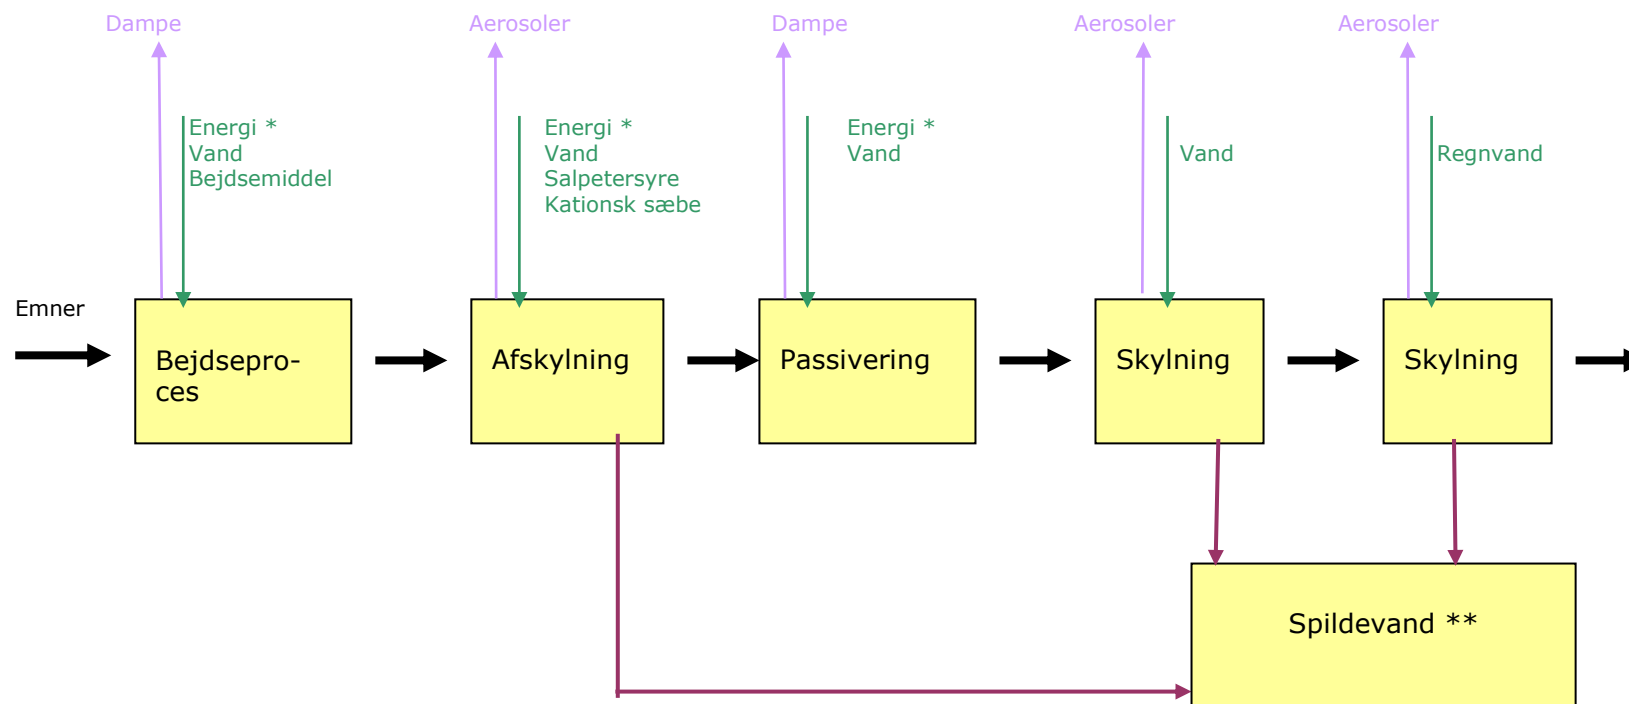 Dampe
Aerosoler
Dampe
Aerosoler
Aerosoler
Energi *
Vand
Bejdsemiddel
Energi *
Vand
Salpetersyre
Kationsk sæbe
Energi *
Vand
Vand
Regnvand
Emner
Bejdsepro-
ces
Afskylning
Passivering
Skylning
Skylning
Spildevand **